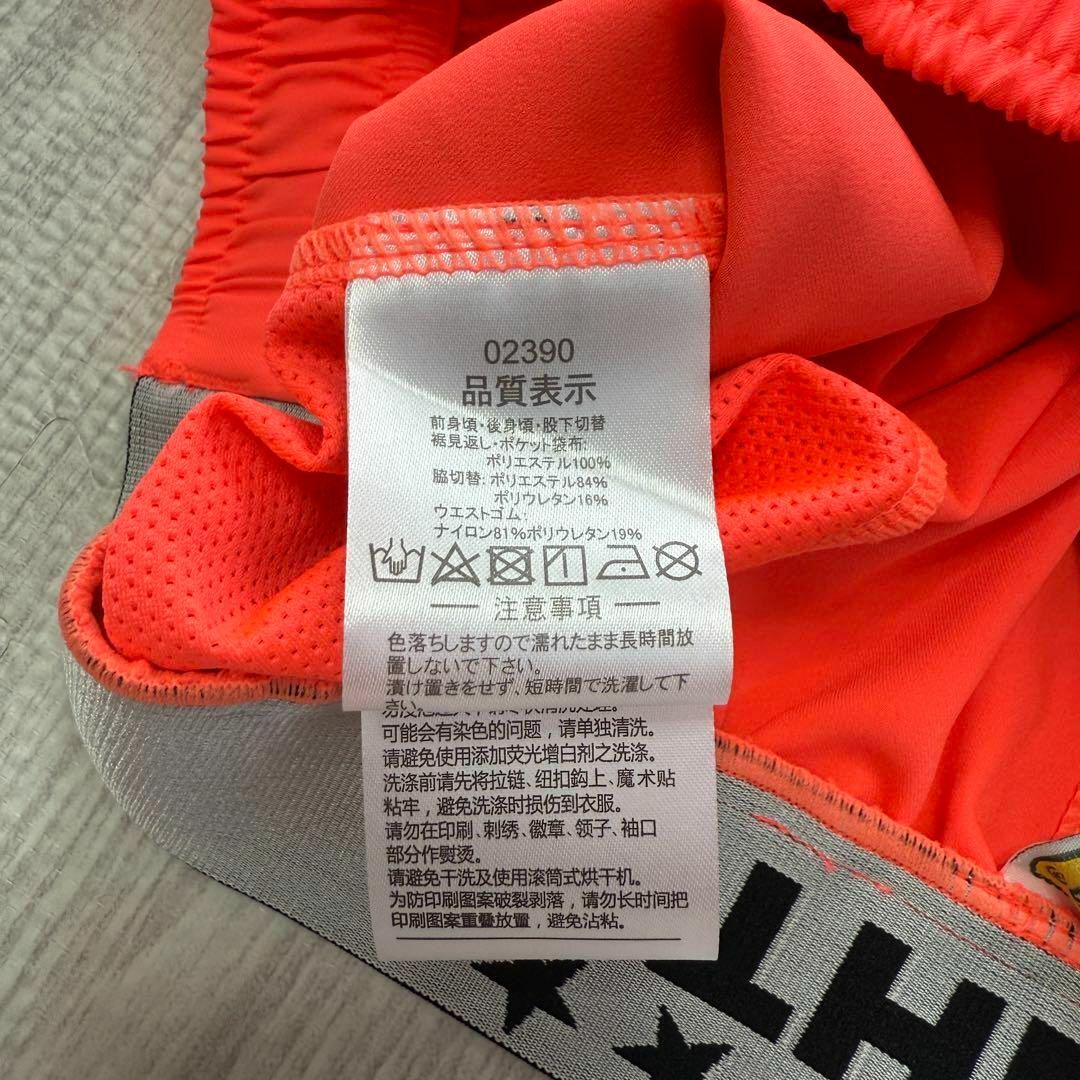 02390
品質表示
前身頃・後身頃・股下切替
裾見返し・ポケット袋布:
ポリエステル100%
脇切替: ポリエステル84%
ポリウレタン16%
ウエストゴム:
ナイロン81%ポリウレタン19%
注意事項
色落ちしますので濡れたまま長時間放
置しないで下さい。
漬け置きをせず、短時間で洗濯して下
さい。
可能会有染色的问题，请单独清洗。
请避免使用添加荧光增白剂之洗涤。
洗涤前请先将拉链、纽扣鈎上、魔术贴
粘牢，避免洗涤时损伤到衣服。
请勿在印刷、刺绣、徽章、领子、袖口
部分作熨烫。
请避免干洗及使用滚筒式烘干机。
为防印刷图案破裂剥落，请勿长时间把
印刷图案重叠放置，避免沾粘。
LHT